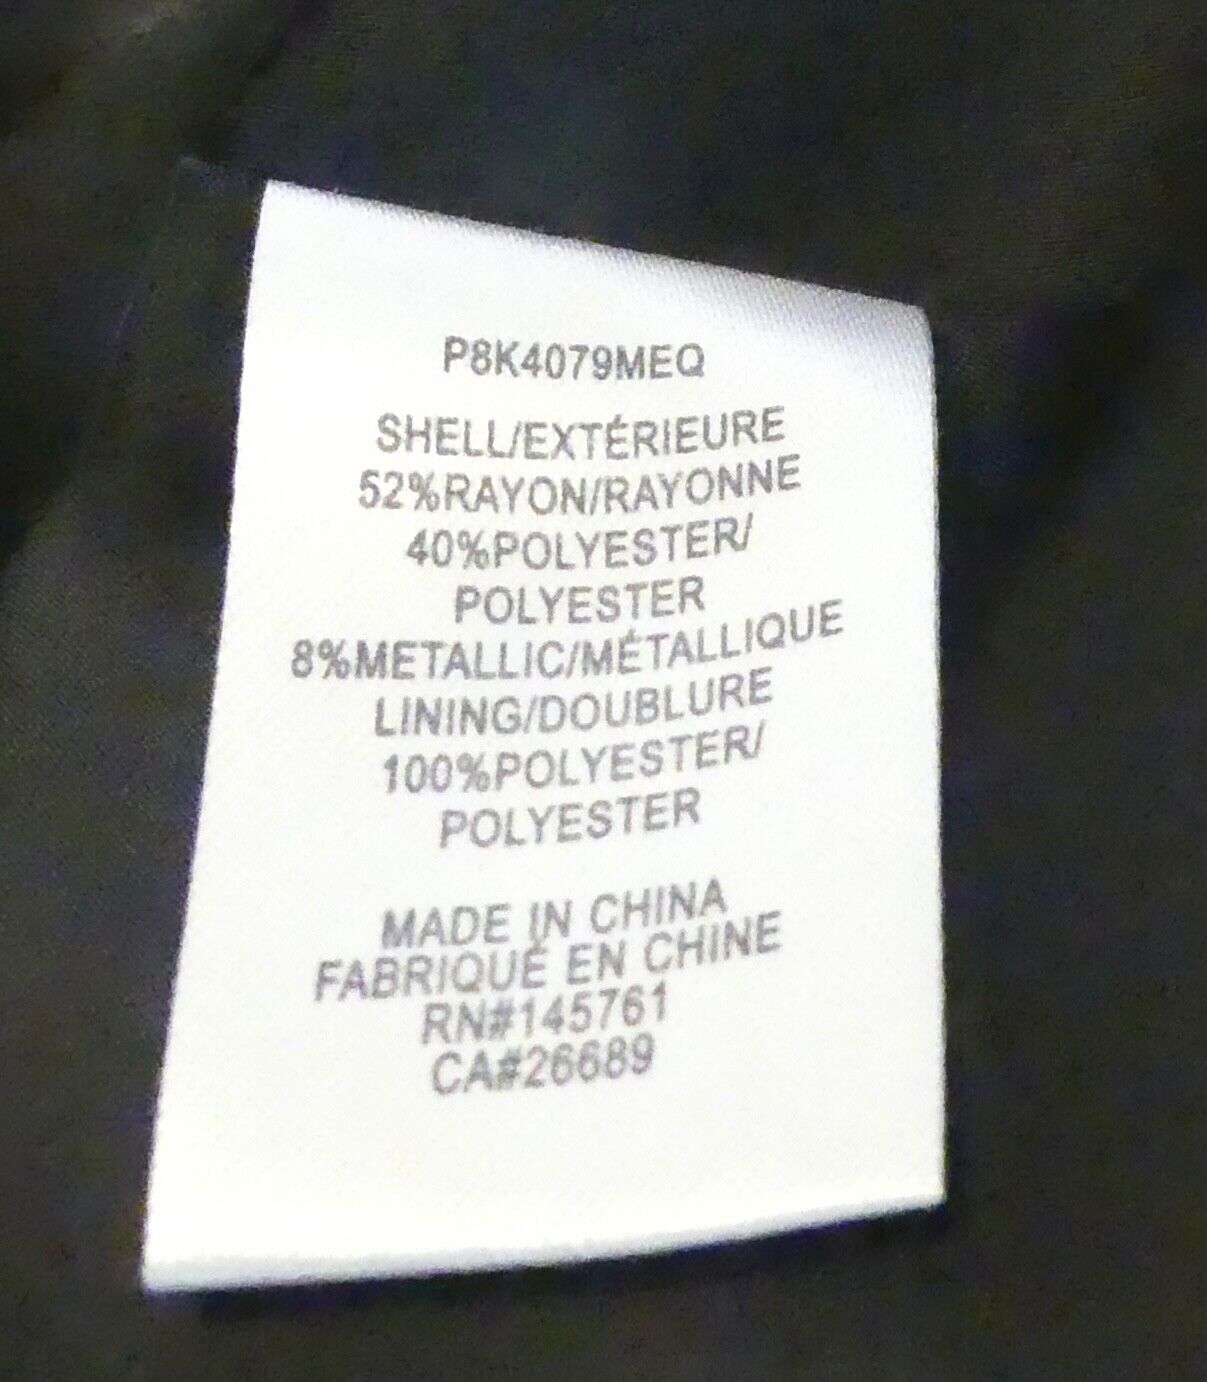 P8K4079MEQ
SHELL/EXTÉRIEURE
52%RAYON/RAYONNE
40%POLYESTER/
POLYESTER
8%METALLIC/MÉTALLIQUE
LINING/DOUBLURE
100%POLYESTER/
POLYESTER
MADE IN CHINA
FABRIQUÉ EN CHINE
RN#145761
CA#26689